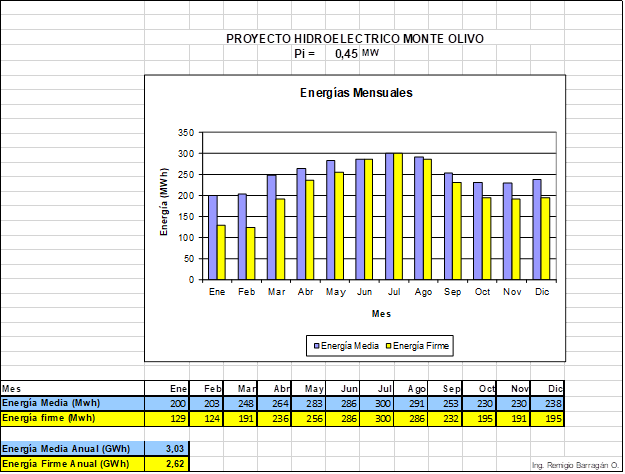 PROYECTO HIDROELECTRICO MONTE OLIVO
Pi = 0,45 MW
Energías Mensuales
350
300
250
200
150
100
50
0
Energía (MWh)
Ene Feb Mar Abr May Jun Jul Ago Sep Oct Nov Dic
Mes
Energía Media Energía Firme
Mes Ene Feb Mar Abr May Jun Jul Ago Sep Oct Nov Dic
Energía Media (Mwh) 200 203 248 264 283 286 300 291 253 230 230 238
Energía firme (Mwh) 129 124 191 236 256 286 300 286 232 195 191 195
Energía Media Anual (GWh) 3,03
Energía Firme Anual (GWh) 2,62
Ing. Remigio Barragán O.